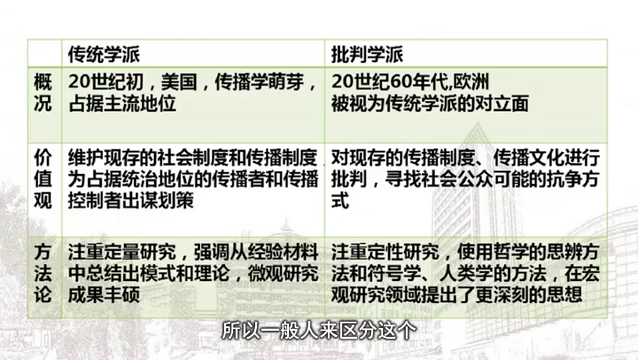 传统学派 批判学派
概况
20世纪初，美国，传播学萌芽，
占据主流地位
20世纪60年代,欧洲
被视为传统学派的对立面
价值观
维护现存的社会制度和传播制度
为占据统治地位的传播者和传播
控制者出谋划策
对现存的传播制度、传播文化进行
批判，寻找社会公众可能的抗争方
式
方法论
注重定量研究，强调从经验材料
中总结出模式和理论，微观研究
成果丰硕
注重定性研究，使用哲学的思辨方
法和符号学、人类学的方法，在宏
观研究领域提出了更深刻的思想
所以一般人来区分这个